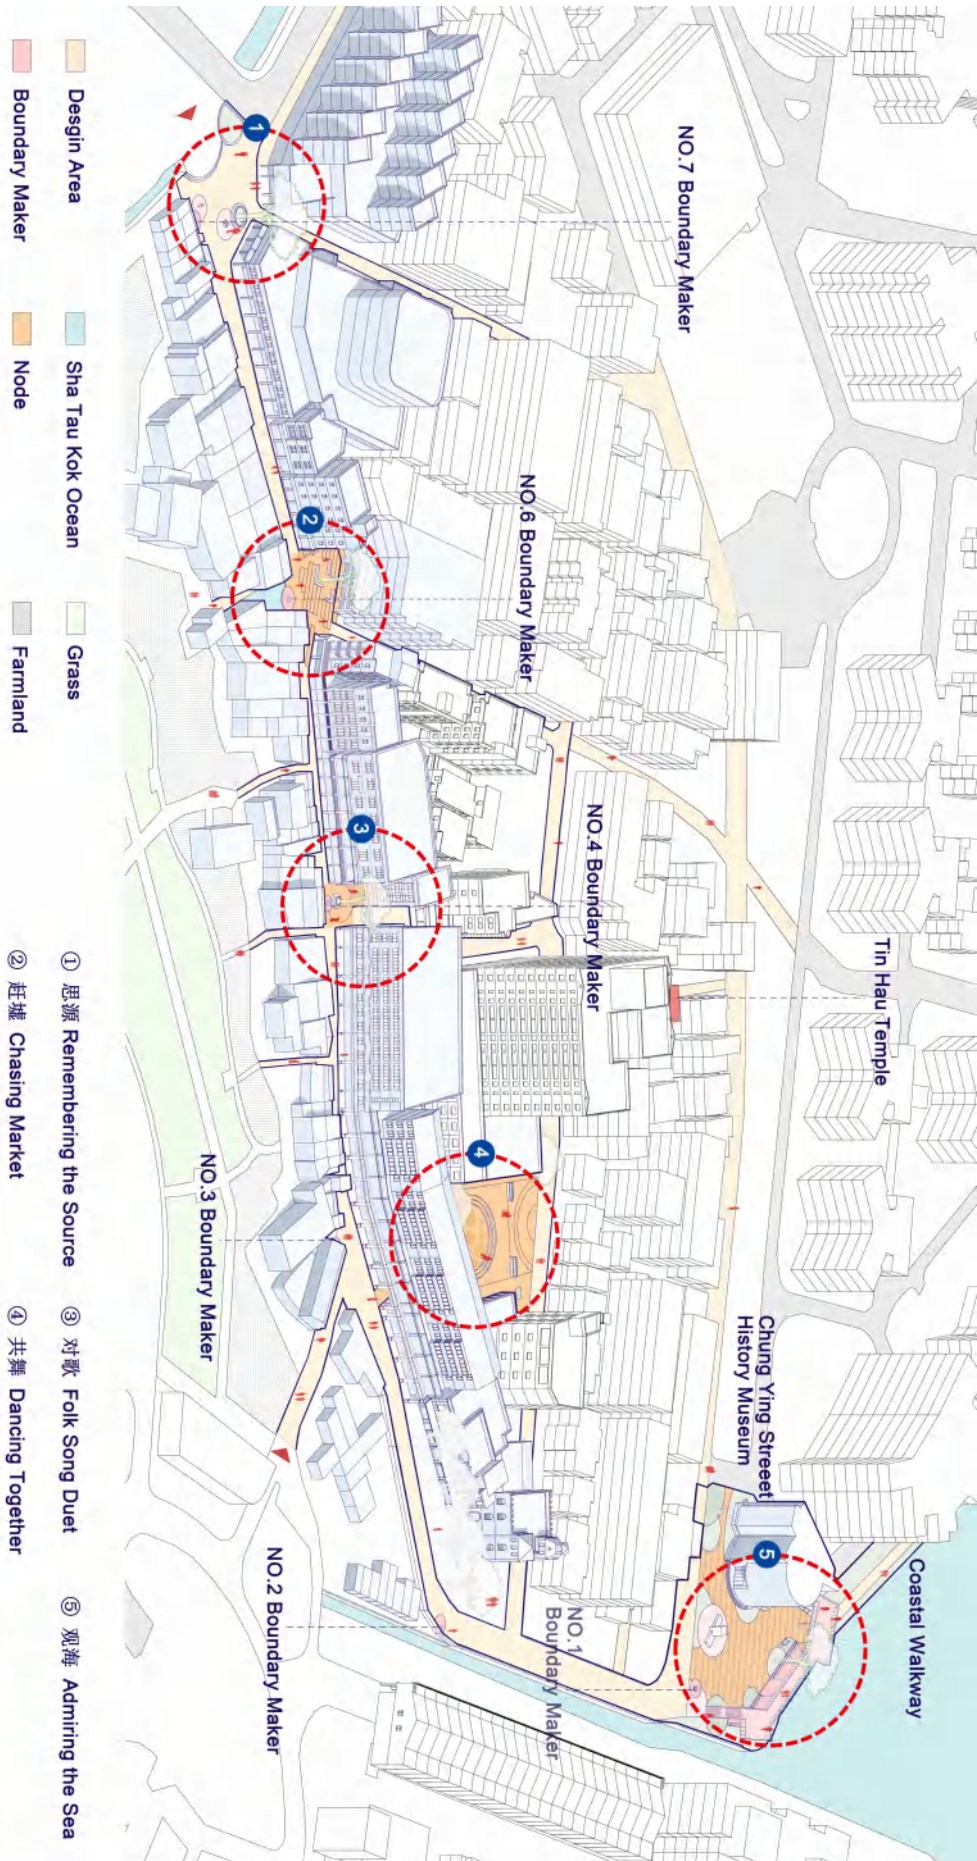 NO.7 Boundary Maker
NO.6 Boundary Maker
NO.4 Boundary Maker
Tin Hau Temple
Chung Ying Streeet
History Museum
Coastal Walkway
NO.1
Boundary Maker
NO.2 Boundary Maker
NO.3 Boundary Maker
1
2
3
4
5
Desgin Area
Sha Tau Kok Ocean
Grass
① 思源 Remembering the Source
③ 对歌 Folk Song Duet
⑤ 观海 Admiring the Sea
Boundary Maker
Node
Farmland
② 赶墟 Chasing Market
④ 共舞 Dancing Together